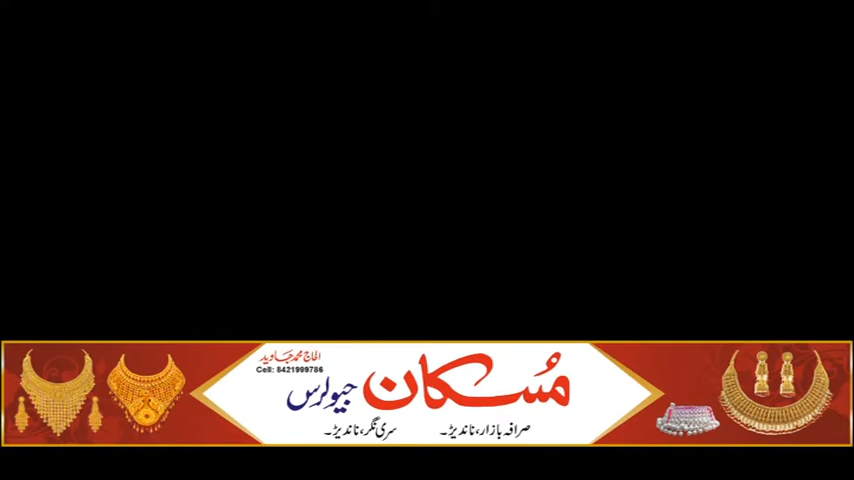 الحاج محمد جاوید
Cell: 8421999786
مُسکان جیولرس
صرافہ بازار، ناندیڑ۔ سری نگر، ناندیڑ۔